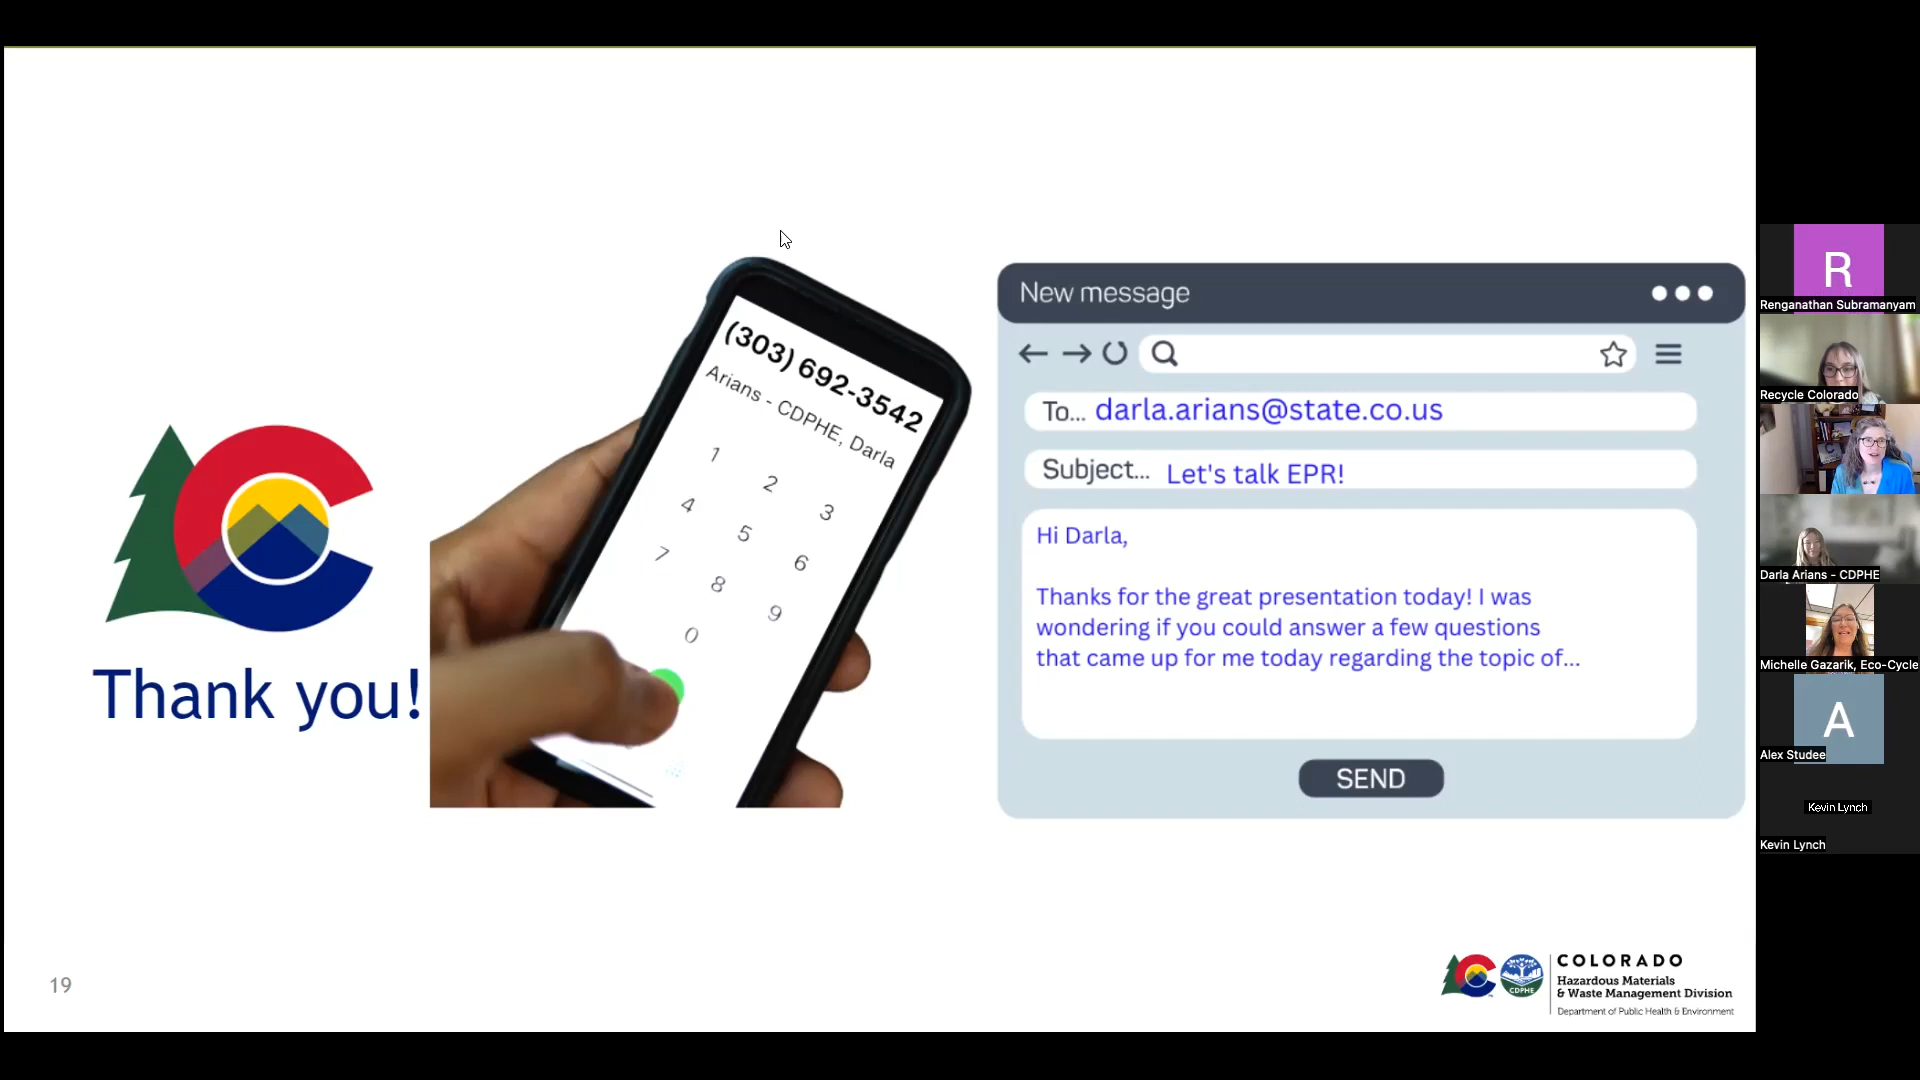 Thank you!
(303) 692-3542
Arians - CDPHE, Darla
1
2
3
4
5
6
7
8
9
0
New message
To... darla.arians@state.co.us
Subject... Let's talk EPR!
Hi Darla,
Thanks for the great presentation today! I was
wondering if you could answer a few questions
that came up for me today regarding the topic of...
SEND
19
CDPHE
COLORADO
Hazardous Materials
& Waste Management Division
Department of Public Health & Environment
R
Renganathan Subramanyam
Recycle Colorado
Darla Arians - CDPHE
Michelle Gazarik, Eco-Cycle
A
Alex Studee
Kevin Lynch
Kevin Lynch